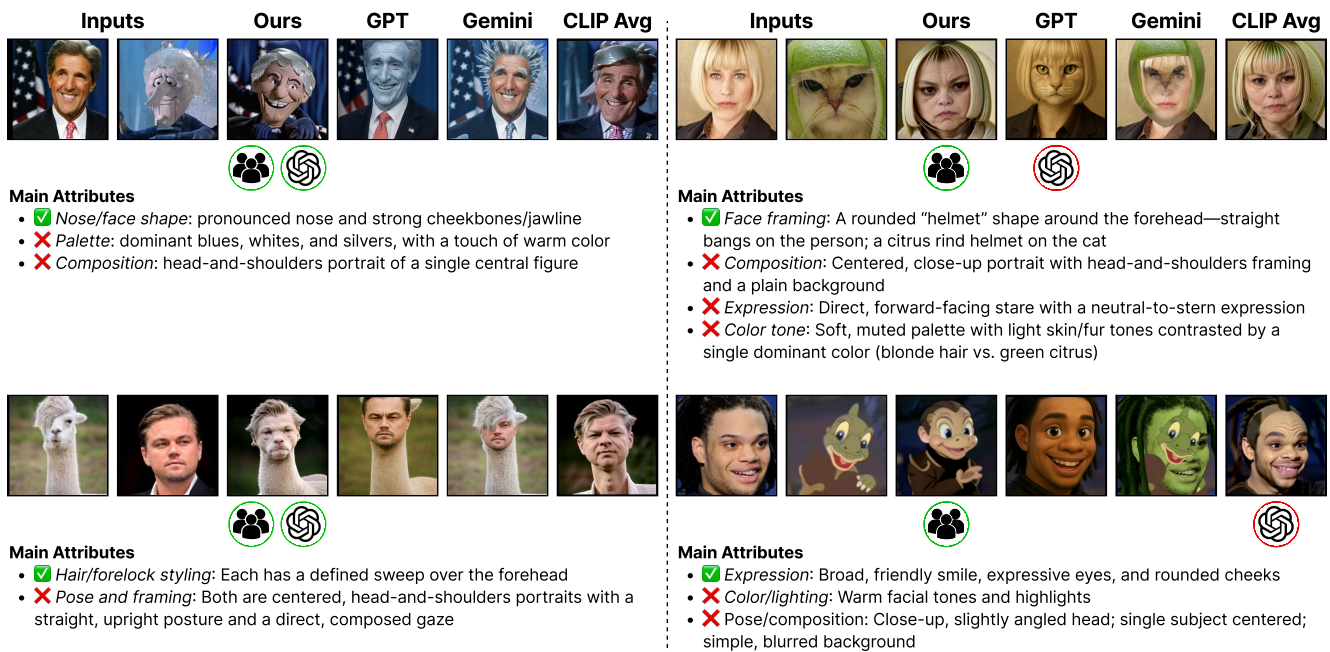 Inputs Ours GPT Gemini CLIP Avg
Main Attributes
• ✅ Nose/face shape: pronounced nose and strong cheekbones/jawline
• ❌ Palette: dominant blues, whites, and silvers, with a touch of warm color
• ❌ Composition: head-and-shoulders portrait of a single central figure
Inputs Ours GPT Gemini CLIP Avg
Main Attributes
• ✅ Face framing: A rounded “helmet” shape around the forehead—straight
bangs on the person; a citrus rind helmet on the cat
• ❌ Composition: Centered, close-up portrait with head-and-shoulders framing
and a plain background
• ❌ Expression: Direct, forward-facing stare with a neutral-to-stern expression
• ❌ Color tone: Soft, muted palette with light skin/fur tones contrasted by a
single dominant color (blonde hair vs. green citrus)
Main Attributes
• ✅ Hair/forelock styling: Each has a defined sweep over the forehead
• ❌ Pose and framing: Both are centered, head-and-shoulders portraits with a
straight, upright posture and a direct, composed gaze
Main Attributes
• ✅ Expression: Broad, friendly smile, expressive eyes, and rounded cheeks
• ❌ Color/lighting: Warm facial tones and highlights
• ❌ Pose/composition: Close-up, slightly angled head; single subject centered;
simple, blurred background